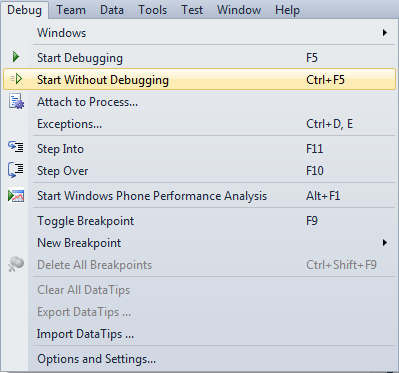 Debug Team Data Tools Test Window Help
Windows
Start Debugging F5
Start Without Debugging Ctrl+F5
Attach to Process...
Exceptions... Ctrl+D, E
Step Into F11
Step Over F10
Start Windows Phone Performance Analysis Alt+F1
Toggle Breakpoint F9
New Breakpoint
Delete All Breakpoints Ctrl+Shift+F9
Clear All DataTips
Export DataTips ...
Import DataTips ...
Options and Settings...